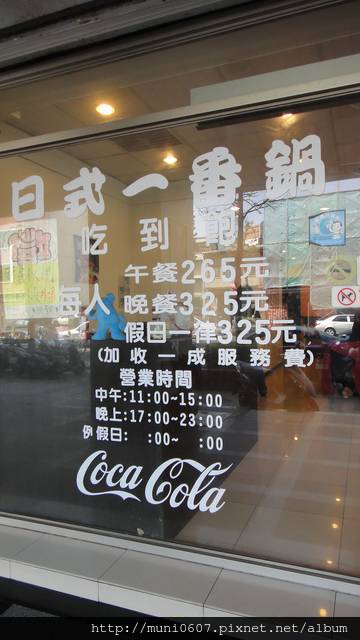 日式一番鍋
吃到飽
午餐265元
每人 晚餐325元
假日一律325元
(加收一成服務費)
營業時間
中午:11:00~15:00
晚上:17:00~23:00
例假日: :00~ :00
Coca Cola
http://muni0607.pixnet.net/album